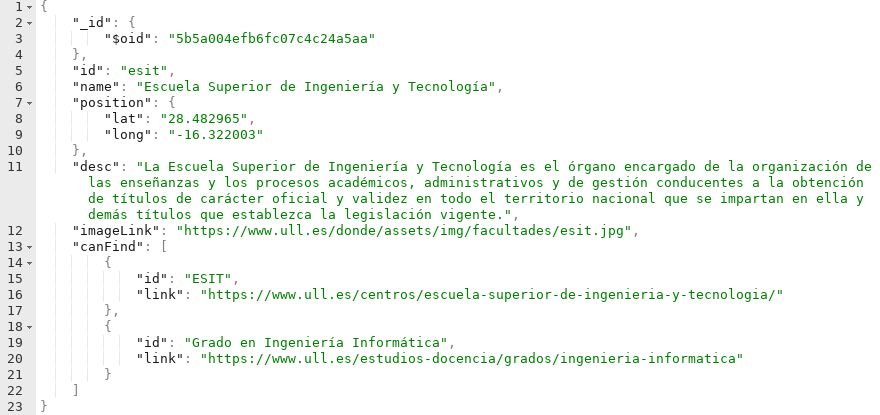 1 {
2     "_id": {
3         "$oid": "5b5a004efb6fc07c4c24a5aa"
4     },
5     "id": "esit",
6     "name": "Escuela Superior de Ingeniería y Tecnología",
7     "position": {
8         "lat": "28.482965",
9         "long": "-16.322003"
10     },
11     "desc": "La Escuela Superior de Ingeniería y Tecnología es el órgano encargado de la organización de
las enseñanzas y los procesos académicos, administrativos y de gestión conducentes a la obtención
de títulos de carácter oficial y validez en todo el territorio nacional que se impartan en ella y
demás títulos que establezca la legislación vigente.",
12     "imageLink": "https://www.ull.es/donde/assets/img/facultades/esit.jpg",
13     "canFind": [
14         {
15             "id": "ESIT",
16             "link": "https://www.ull.es/centros/escuela-superior-de-ingenieria-y-tecnologia/"
17         },
18         {
19             "id": "Grado en Ingeniería Informática",
20             "link": "https://www.ull.es/estudios-docencia/grados/ingenieria-informatica"
21         }
22     ]
23 }